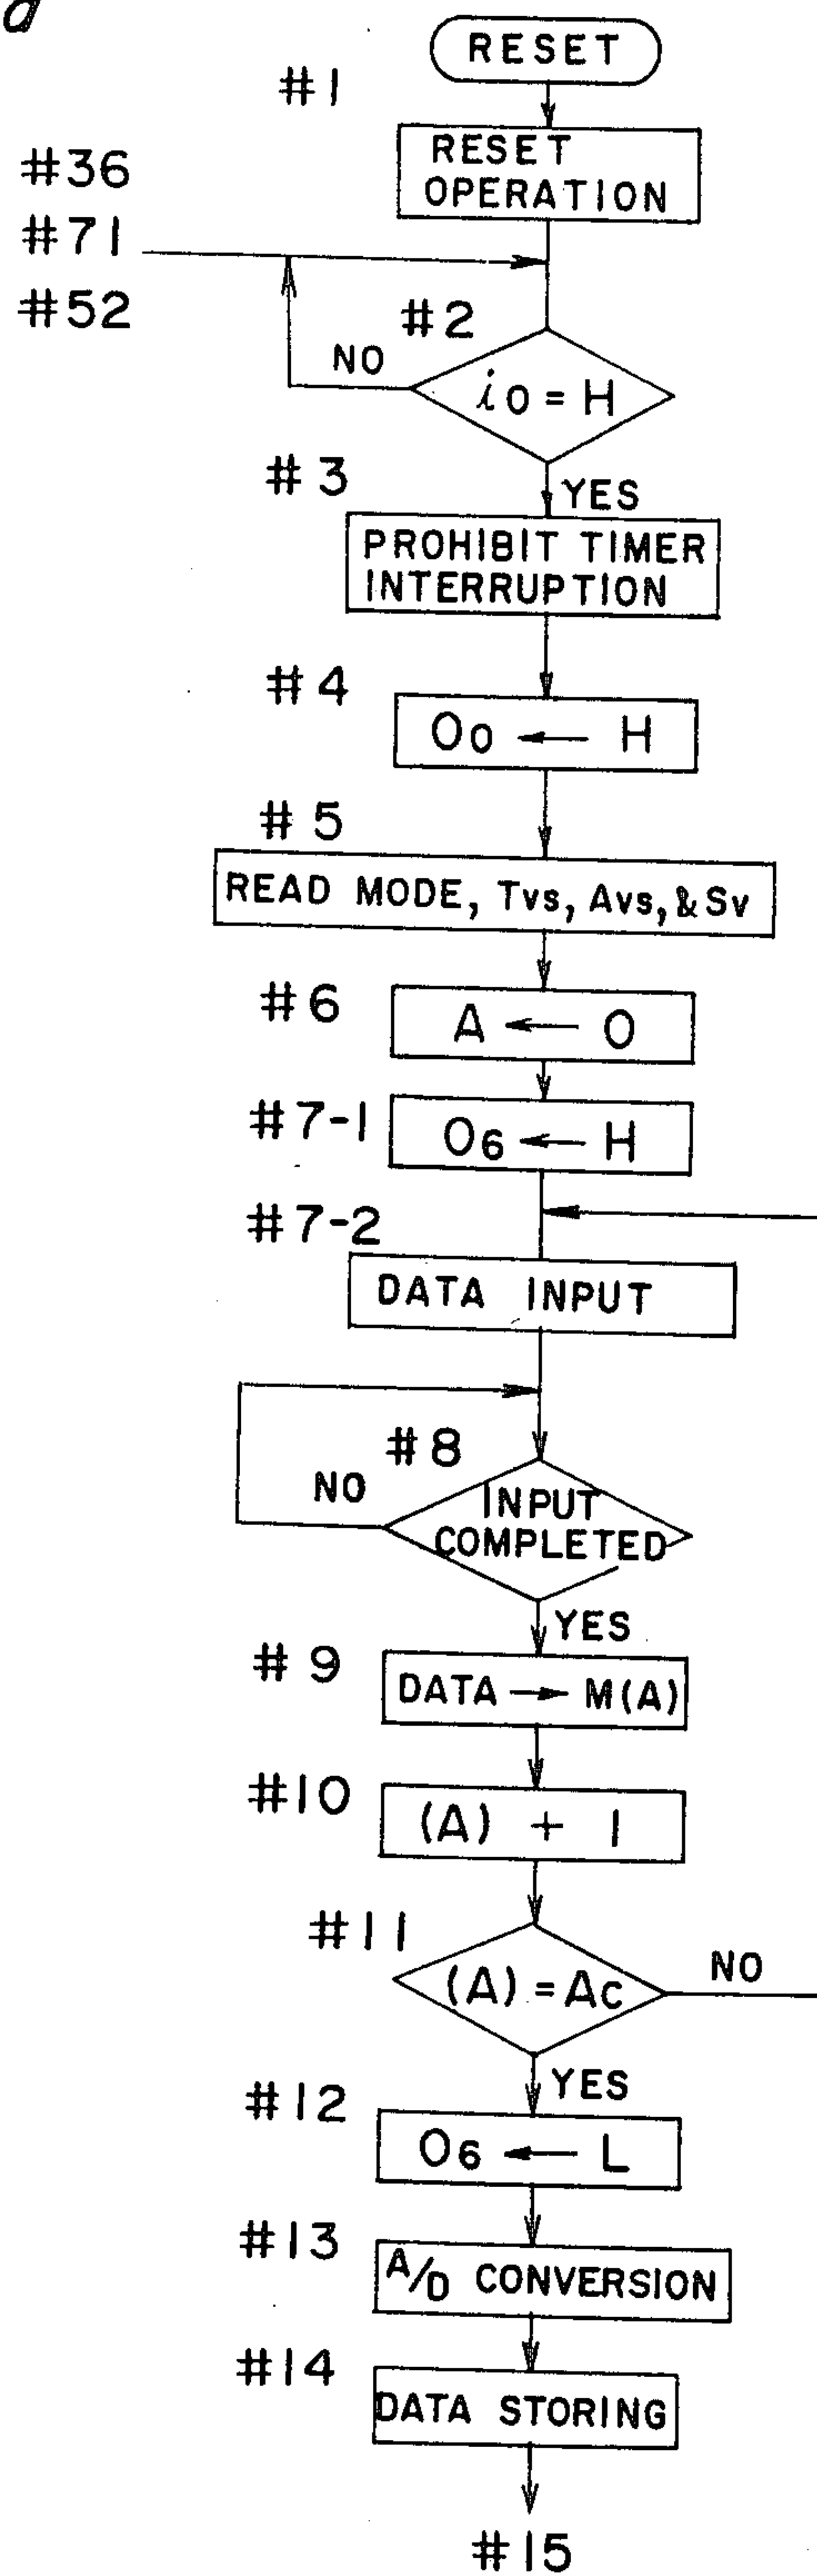 a
RESET
#1
RESET
OPERATION
#36
#71
#52
#2
NO
i0 = H
#3
YES
PROHIBIT TIMER
INTERRUPTION
#4
O0 ← H
#5
READ MODE, Tvs, Avs, & Sv
#6
A ← 0
#7-1
O6 ← H
#7-2
DATA INPUT
#8
NO
INPUT
COMPLETED
YES
#9
DATA → M(A)
#10
(A) + 1
#11
(A) = Ac
NO
YES
#12
O6 ← L
#13
A/D CONVERSION
#14
DATA STORING
#15